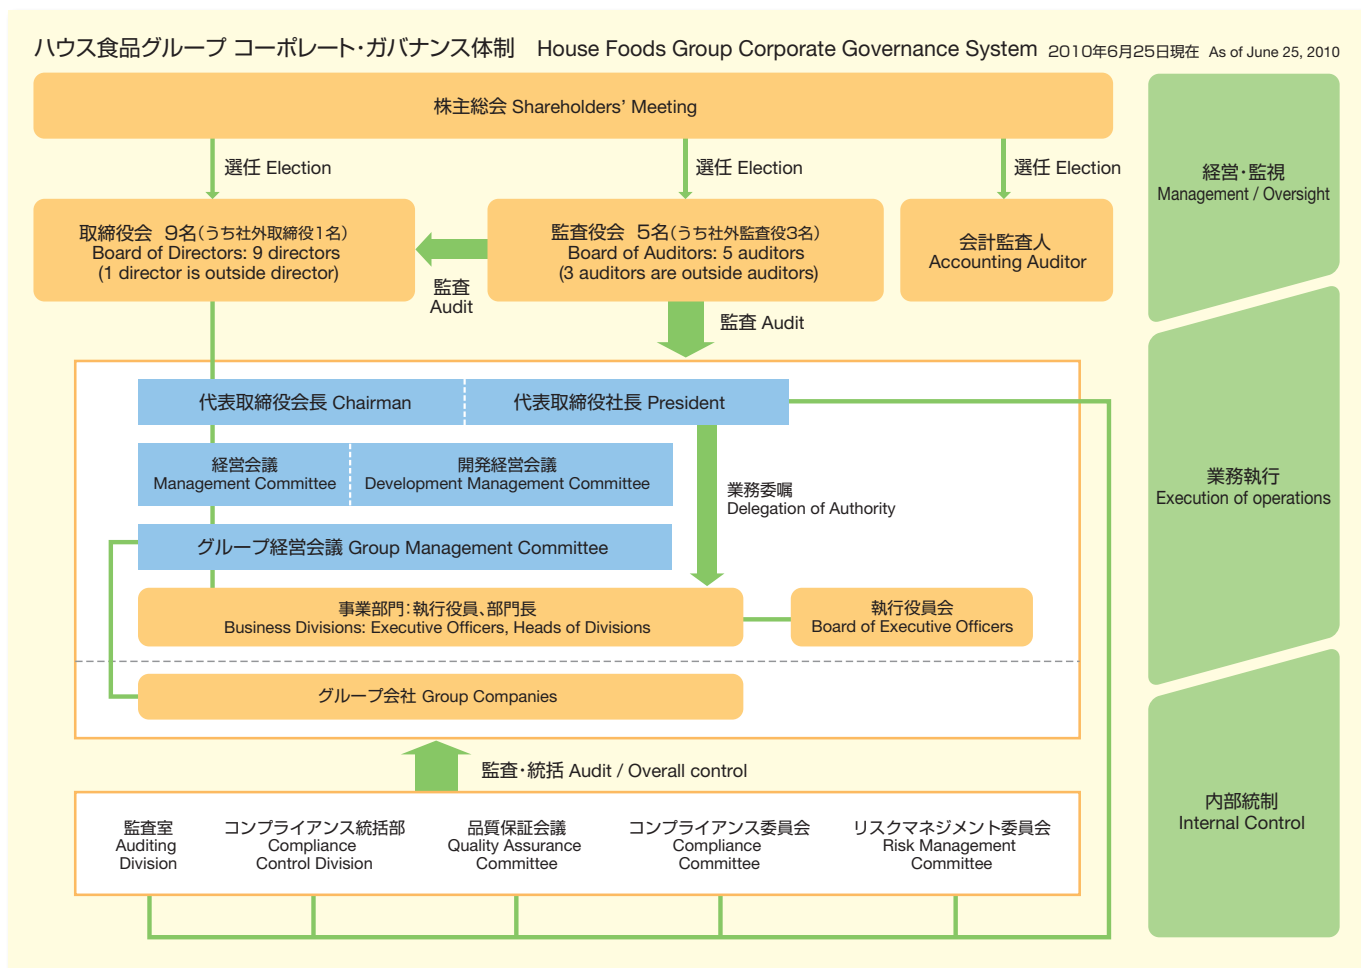 ハウス食品グループ コーポレート・ガバナンス体制 House Foods Group Corporate Governance System 2010年6月25日現在 As of June 25, 2010
株主総会 Shareholders' Meeting
選任 Election
選任 Election
選任 Election
取締役会 9名(うち社外取締役1名)
Board of Directors: 9 directors
(1 director is outside director)
監査
Audit
監査役会 5名(うち社外監査役3名)
Board of Auditors: 5 auditors
(3 auditors are outside auditors)
会計監査人
Accounting Auditor
監査 Audit
代表取締役会長 Chairman
代表取締役社長 President
経営会議
Management Committee
開発経営会議
Development Management Committee
業務委嘱
Delegation of Authority
グループ経営会議 Group Management Committee
事業部門:執行役員、部門長
Business Divisions: Executive Officers, Heads of Divisions
執行役員会
Board of Executive Officers
グループ会社 Group Companies
監査・統括 Audit / Overall control
監査室
Auditing
Division
コンプライアンス統括部
Compliance
Control Division
品質保証会議
Quality Assurance
Committee
コンプライアンス委員会
Compliance
Committee
リスクマネジメント委員会
Risk Management
Committee
経営・監視
Management / Oversight
業務執行
Execution of operations
内部統制
Internal Control